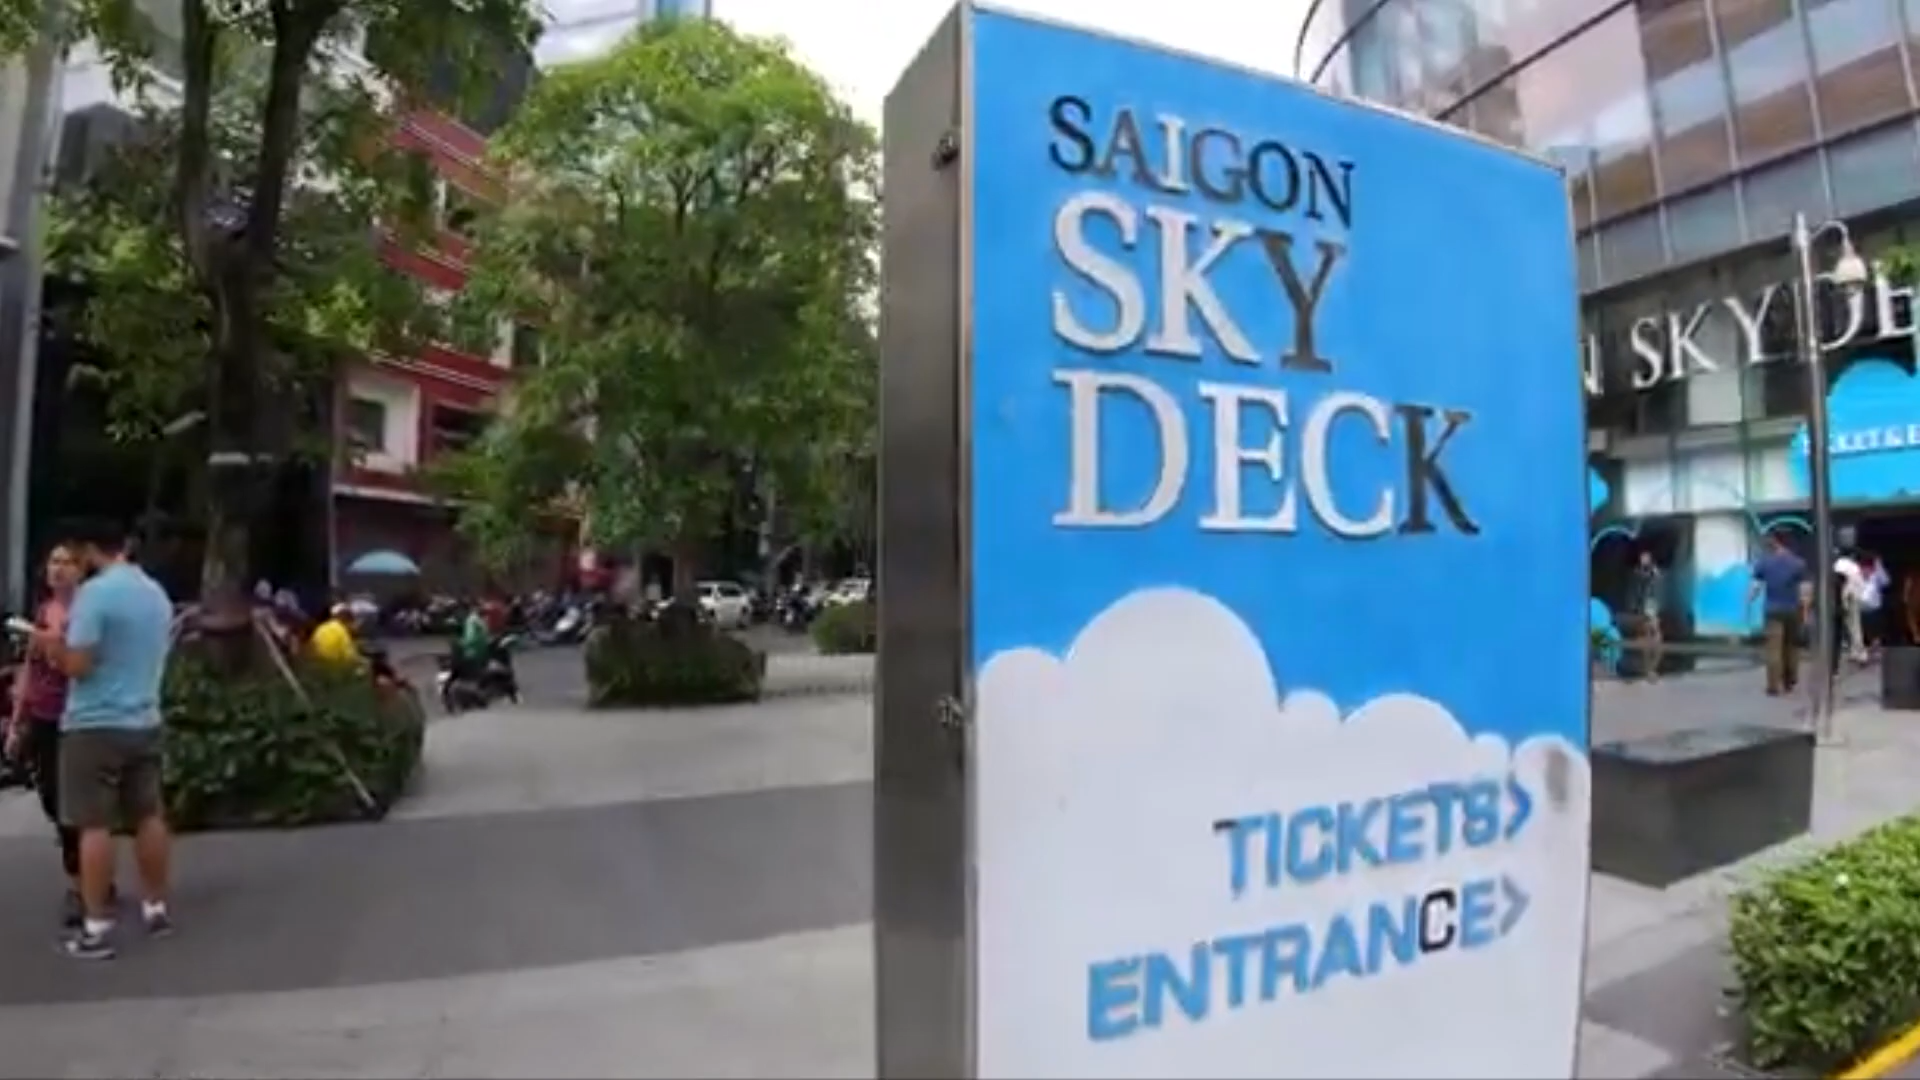 SAIGON
SKY
DECK
TICKETS>
ENTRANCE>
SKY DE